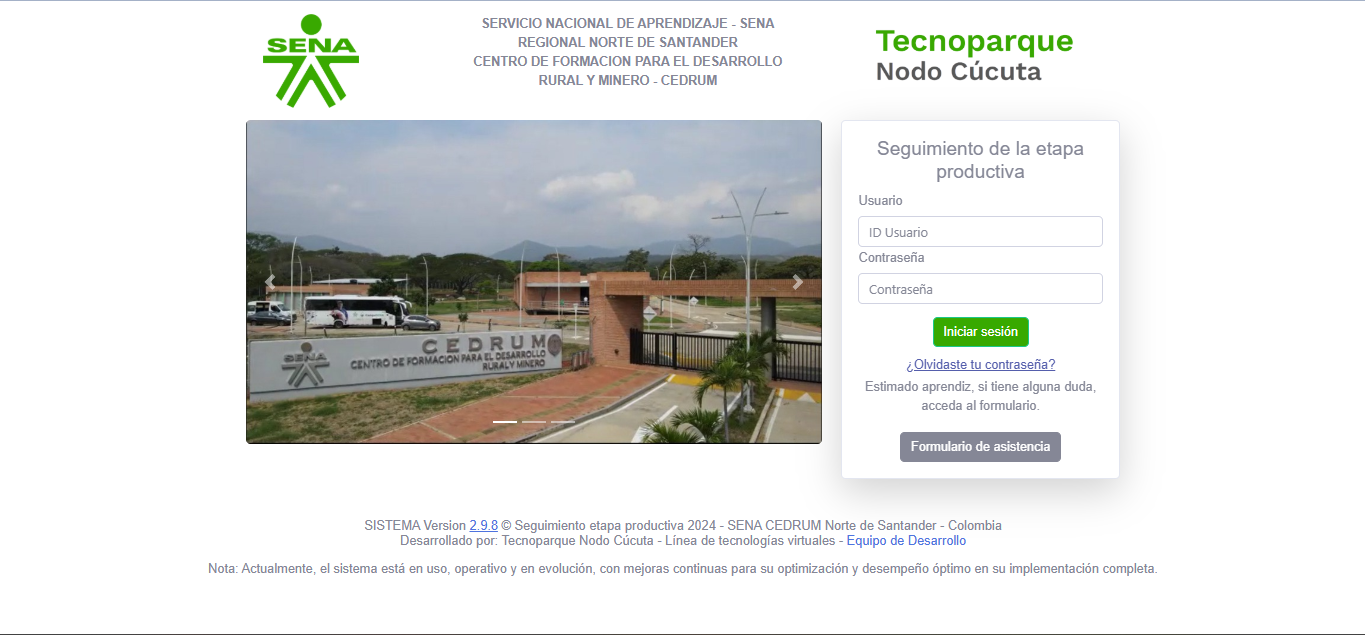 SENA
SERVICIO NACIONAL DE APRENDIZAJE - SENA
REGIONAL NORTE DE SANTANDER
CENTRO DE FORMACION PARA EL DESARROLLO
RURAL Y MINERO - CEDRUM
Tecnoparque
Nodo Cúcuta
SENA
CEDRUM
CENTRO DE FORMACION PARA EL DESARROLLO
RURAL Y MINERO
Seguimiento de la etapa
productiva
Usuario
ID Usuario
Contraseña
Contraseña
Iniciar sesión
¿Olvidaste tu contraseña?
Estimado aprendiz, si tiene alguna duda,
acceda al formulario.
Formulario de asistencia
SISTEMA Version 2.9.8 © Seguimiento etapa productiva 2024 - SENA CEDRUM Norte de Santander - Colombia
Desarrollado por: Tecnoparque Nodo Cúcuta - Línea de tecnologías virtuales - Equipo de Desarrollo
Nota: Actualmente, el sistema está en uso, operativo y en evolución, con mejoras continuas para su optimización y desempeño óptimo en su implementación completa.